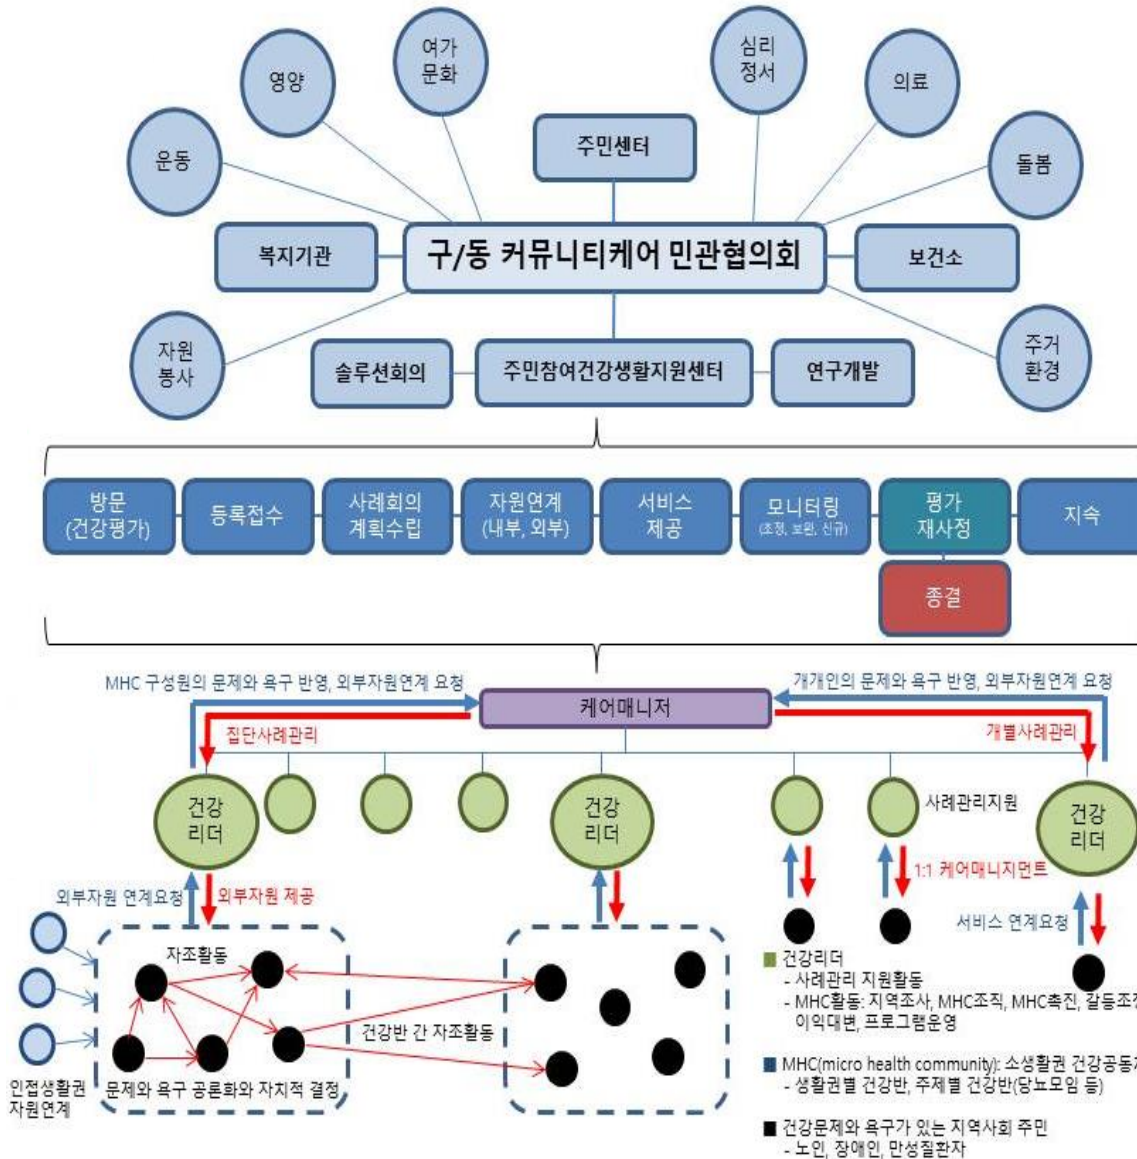 여가
문화
심리
정서
영양
의료
운동
주민센터
돌봄
복지기관
구/동 커뮤니티케어 민관협의회
보건소
자원
봉사
솔루션회의
주민참여건강생활지원센터
연구개발
주거
환경
방문
(건강평가)
등록접수
사례회의
계획수립
자원연계
(내부, 외부)
서비스
제공
모니터링
(조정, 보완, 신규)
평가
재사정
지속
종결
MHC 구성원의 문제와 욕구 반영, 외부자원연계 요청
개개인의 문제와 욕구 반영, 외부자원연계 요청
케어매니저
집단사례관리
개별사례관리
건강
리더
건강
리더
사례관리지원
건강
리더
외부자원 연계요청
외부자원 제공
1:1 케어매니지먼트
서비스 연계요청
자조활동
건강반 간 자조활동
문제와 욕구 공론화와 자치적 결정
인접생활권
자원연계
건강리더
- 사례관리 지원활동
- MHC활동: 지역조사, MHC조직, MHC촉진, 갈등조정
이익대변, 프로그램운영
MHC(micro health community): 소생활권 건강공동
- 생활권별 건강반, 주제별 건강반(당뇨모임 등)
건강문제와 욕구가 있는 지역사회 주민
- 노인, 장애인, 만성질환자